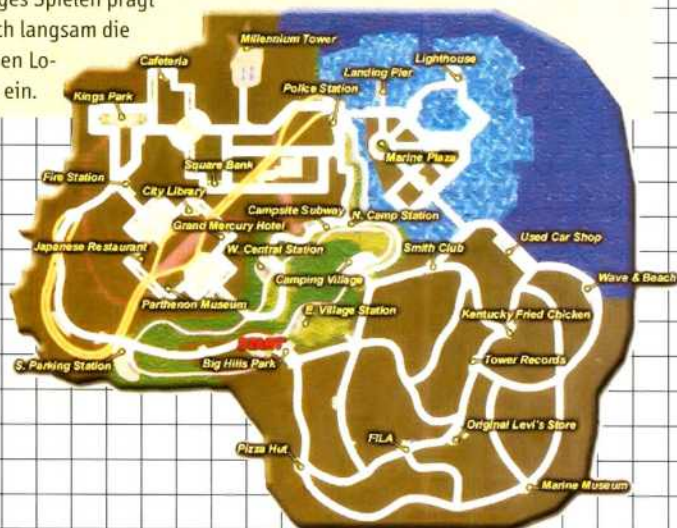 ges Spielen prägt
ch langsam die
en Lo-
ein.
Millennium Tower
Cafeteria
Lighthouse
Landing Pier
Kings Park
Police Station
Marine Plaza
Square Bank
Fire Station
City Library
Campsite Subway
N. Camp Station
Grand Mercury Hotel
Used Car Shop
Japanese Restaurant
W. Central Station
Smith Club
Camping Village
Wave & Beach
Parthenon Museum
E. Village Station
Kentucky Fried Chicken
START
S. Parking Station
Big Hills Park
Tower Records
Original Levi's Store
FILA
Pizza Hut
Marine Museum